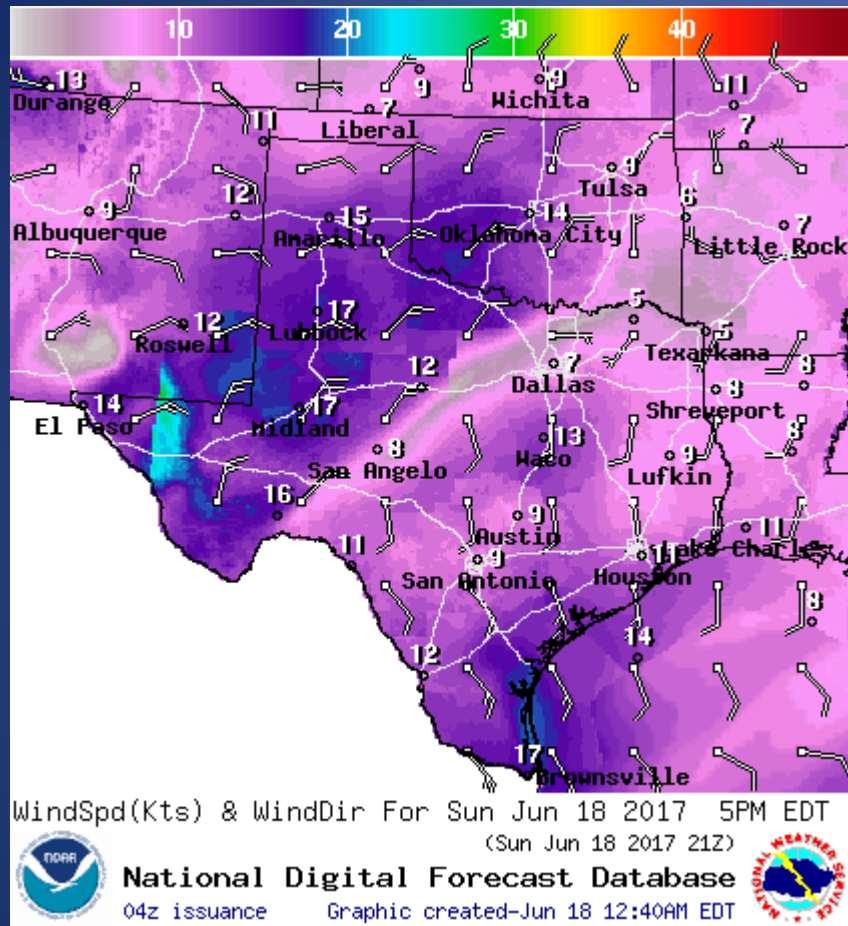 10 20 30 40
13 9 9 11
Durango Wichita
7
Liberal
11 7
9
Tulsa
9 12 15 14 6 7
Albuquerque Amarillo Oklahoma City Little Rock
12 17 5 5
Roswell Lubbock Texarkana
12 7
Dallas
14 17 8
El Paso Midland Shreveport
8 13 9 8
San Angelo Waco Lufkin
16 9 11
Austin Lake Charles
11 9 11
San Antonio Houston
8
14
12
17
Brownsville
WindSpd(Kts) & WindDir For Sun Jun 18 2017 5PM EDT
(Sun Jun 18 2017 21Z)
NOAA
National Digital Forecast Database
04z issuance Graphic created-Jun 18 12:40AM EDT
NATIONAL WEATHER SERVICE